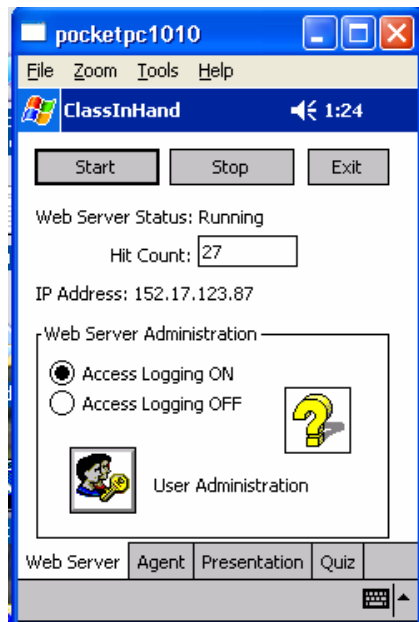 pocketpc1010
File Zoom Tools Help
ClassInHand 1:24
Start Stop Exit
Web Server Status: Running
Hit Count: 27
IP Address: 152.17.123.87
Web Server Administration
Access Logging ON
Access Logging OFF
User Administration
Web Server Agent Presentation Quiz